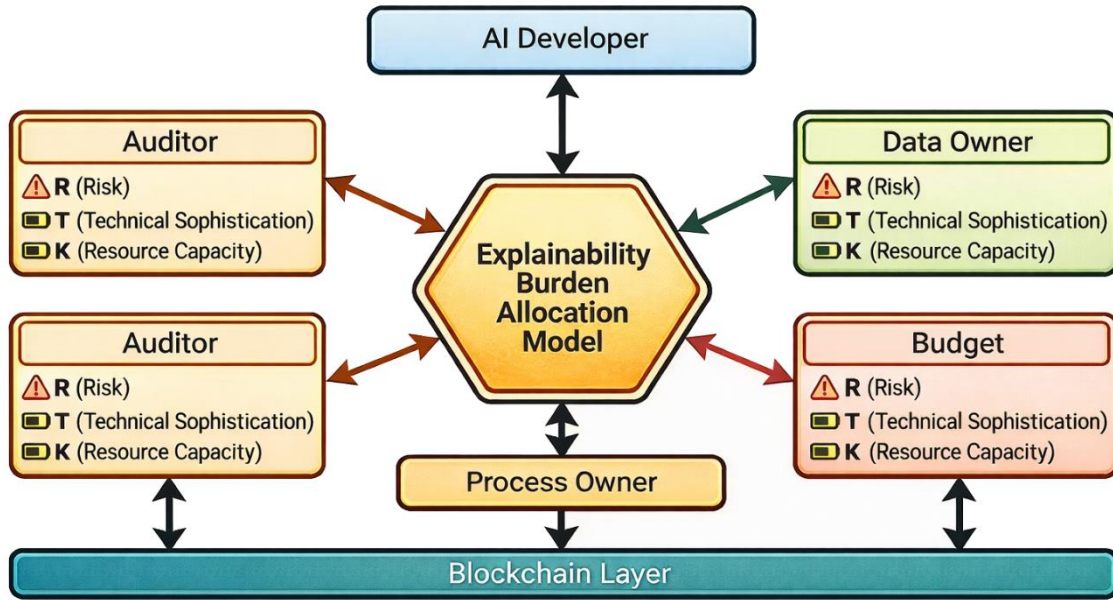 AI Developer
Auditor
R (Risk)
T (Technical Sophistication)
K (Resource Capacity)
Data Owner
R (Risk)
T (Technical Sophistication)
K (Resource Capacity)
Explainability
Burden
Allocation
Model
Auditor
R (Risk)
T (Technical Sophistication)
K (Resource Capacity)
Budget
R (Risk)
T (Technical Sophistication)
K (Resource Capacity)
Process Owner
Blockchain Layer